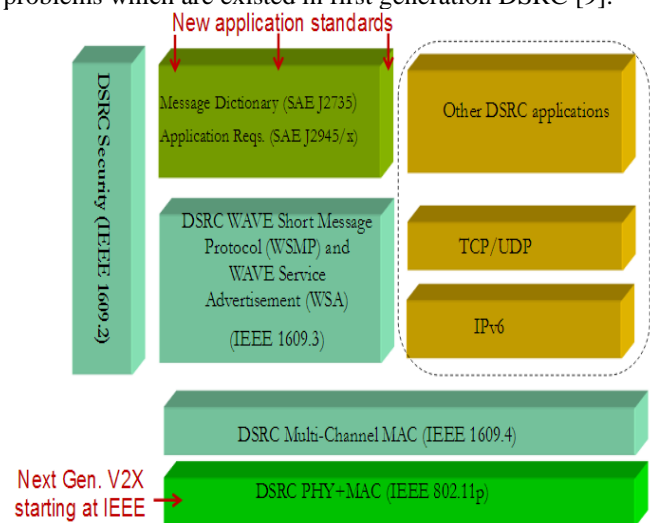 problems which are existed in first generation DSRC [9].
New application standards
DSRC Security (IEEE 1609.2)
Message Dictionary (SAE J2735)
Application Reqs. (SAE J2945/x)
Other DSRC applications
DSRC WAVE Short Message
Protocol (WSMP) and
WAVE Service
Advertisement (WSA)
(IEEE 1609.3)
TCP/UDP
IPv6
DSRC Multi-Channel MAC (IEEE 1609.4)
Next Gen. V2X
starting at IEEE
DSRC PHY+MAC (IEEE 802.11p)